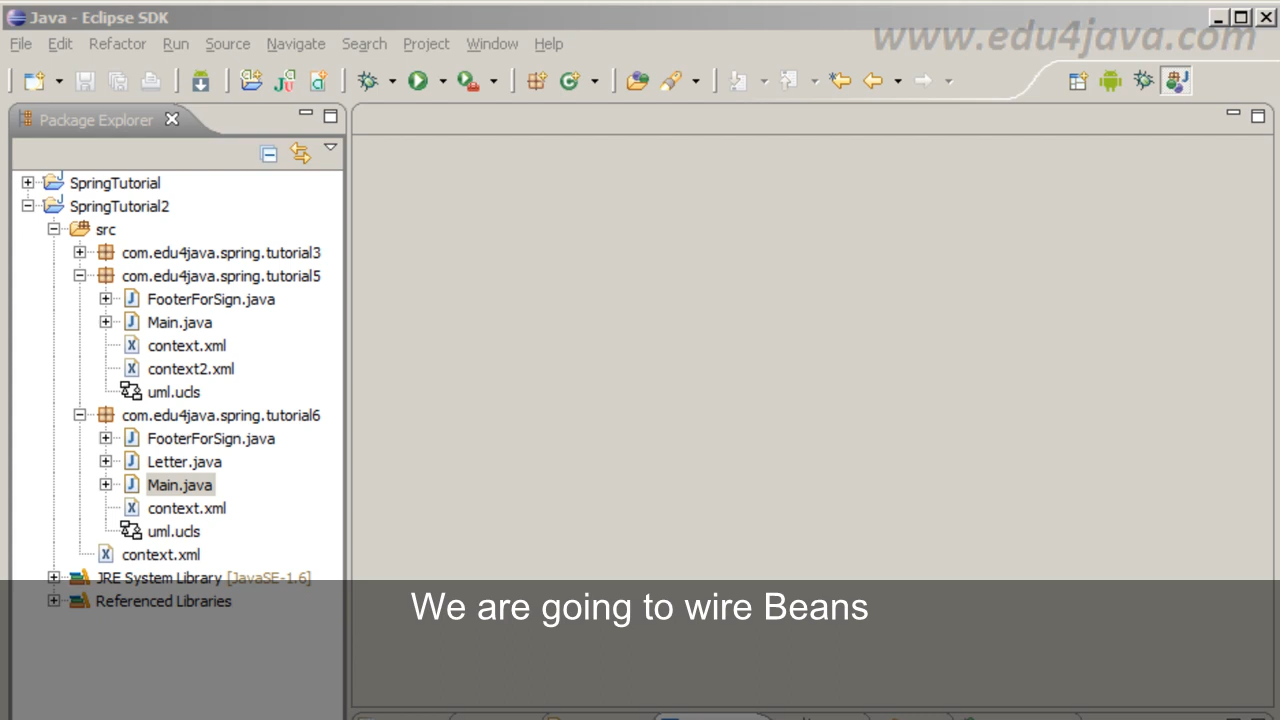 Java - Eclipse SDK
www.edu4java.com
File Edit Refactor Run Source Navigate Search Project Window Help
Package Explorer
SpringTutorial
SpringTutorial2
src
com.edu4java.spring.tutorial3
com.edu4java.spring.tutorial5
FooterForSign.java
Main.java
context.xml
context2.xml
uml.ucls
com.edu4java.spring.tutorial6
FooterForSign.java
Letter.java
Main.java
context.xml
uml.ucls
context.xml
JRE System Library [JavaSE-1.6]
Referenced Libraries
We are going to wire Beans